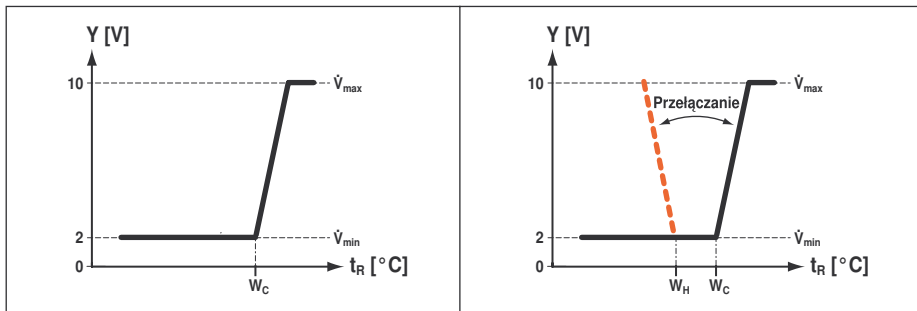 Y [V]
10
V̇max
2
V̇min
0
tR [°C]
WC
Y [V]
10
V̇max
Przełączanie
2
V̇min
0
tR [°C]
WH
WC